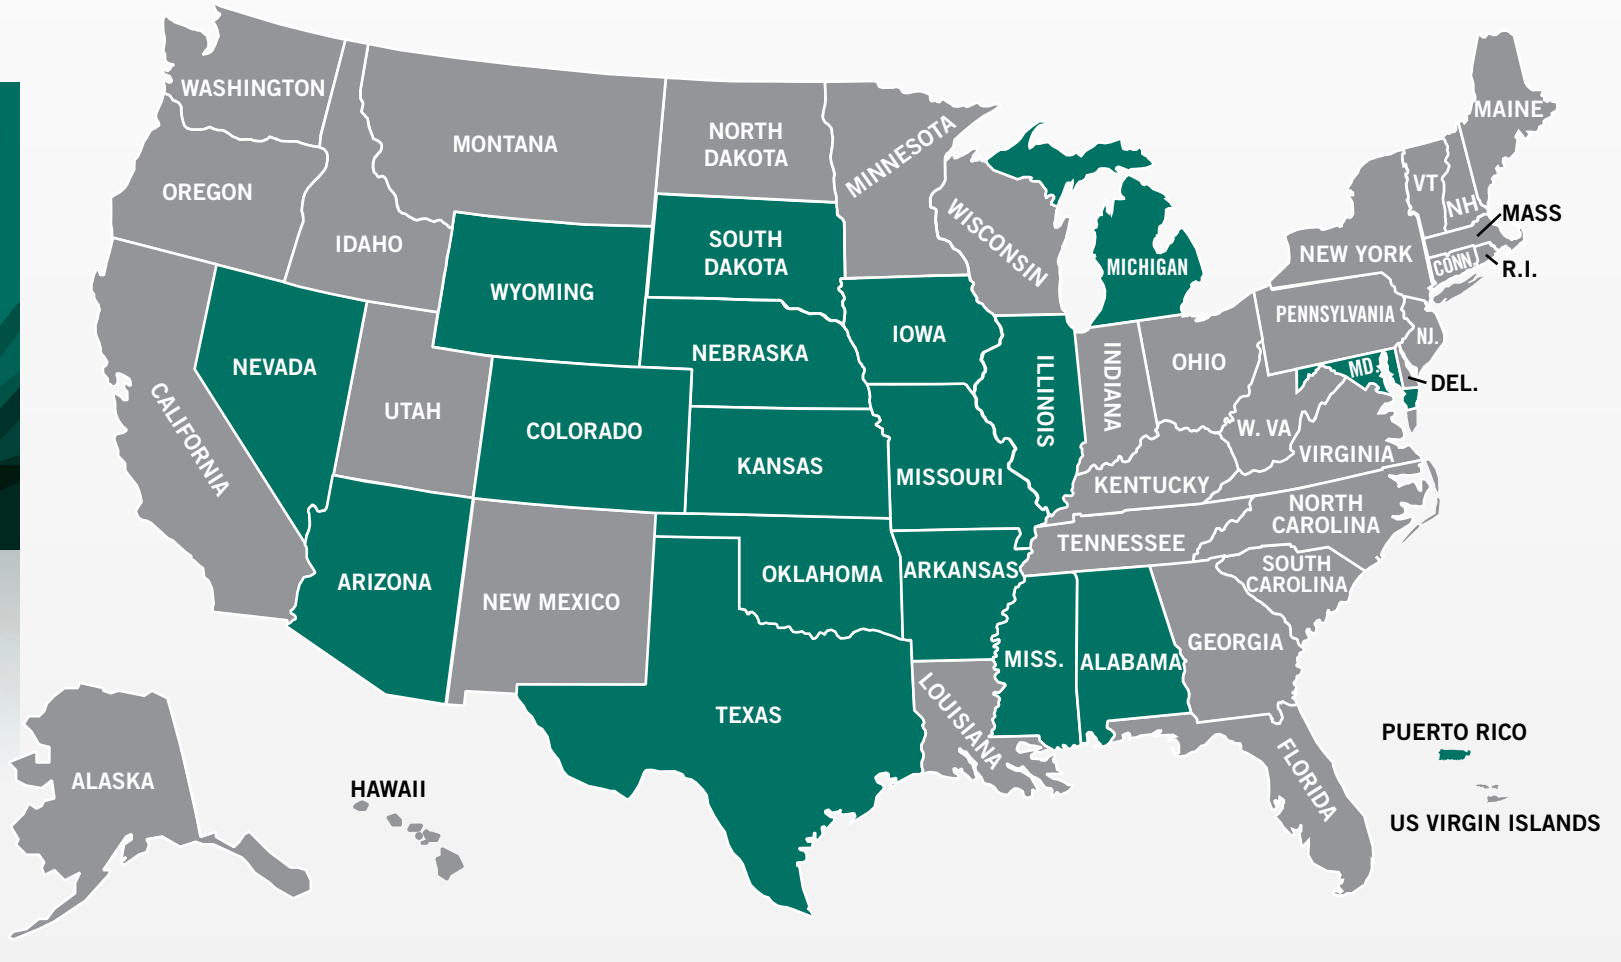 WASHINGTON
MONTANA
NORTH
DAKOTA
MINNESOTA
MAINE
OREGON
VT
NH
MASS
IDAHO
SOUTH
DAKOTA
WISCONSIN
MICHIGAN
NEW YORK
CONN.
R.I.
WYOMING
IOWA
PENNSYLVANIA
NJ.
NEVADA
NEBRASKA
ILLINOIS
INDIANA
OHIO
MD.
DEL.
CALIFORNIA
UTAH
COLORADO
KANSAS
MISSOURI
W. VA
VIRGINIA
KENTUCKY
NORTH
CAROLINA
ARIZONA
NEW MEXICO
OKLAHOMA
ARKANSAS
TENNESSEE
SOUTH
CAROLINA
TEXAS
LOUISIANA
MISS.
ALABAMA
GEORGIA
FLORIDA
PUERTO RICO
ALASKA
HAWAII
US VIRGIN ISLANDS